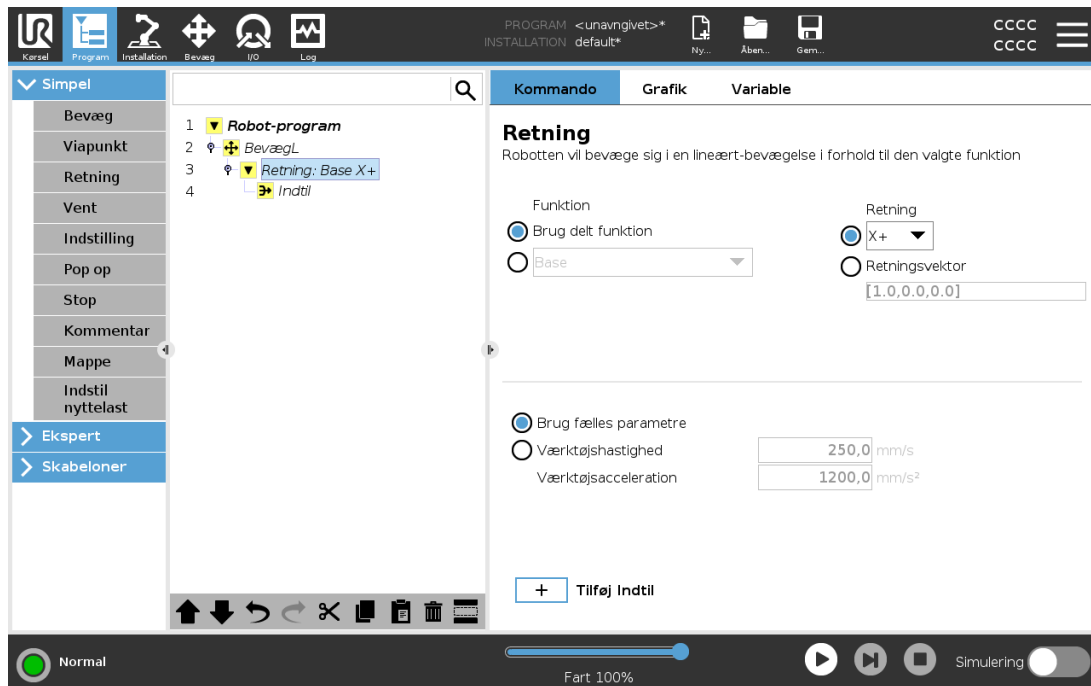 PROGRAM <unavngivet>*
INSTALLATION default*
Kørsel
Program
Installation
Bevæg
I/O
Log
Ny...
Åben...
Gem...
CCCC
CCCC
Simpel
Bevæg
Viapunkt
Retning
Vent
Indstilling
Pop op
Stop
Kommentar
Mappe
Indstil
nyttelast
Ekspert
Skabeloner
1 Robot-program
2 BevægL
3 Retning: Base X+
4 Indtil
Kommando
Grafik
Variable
Retning
Robotten vil bevæge sig i en lineært-bevægelse i forhold til den valgte funktion
Funktion
Brug delt funktion
Base
Retning
X+
Retningsvektor
[1.0,0.0,0.0]
Brug fælles parametre
Værktøjshastighed 250,0 mm/s
Værktøjsacceleration 1200,0 mm/s²
+ Tilføj Indtil
Normal
Fart 100%
Simulering